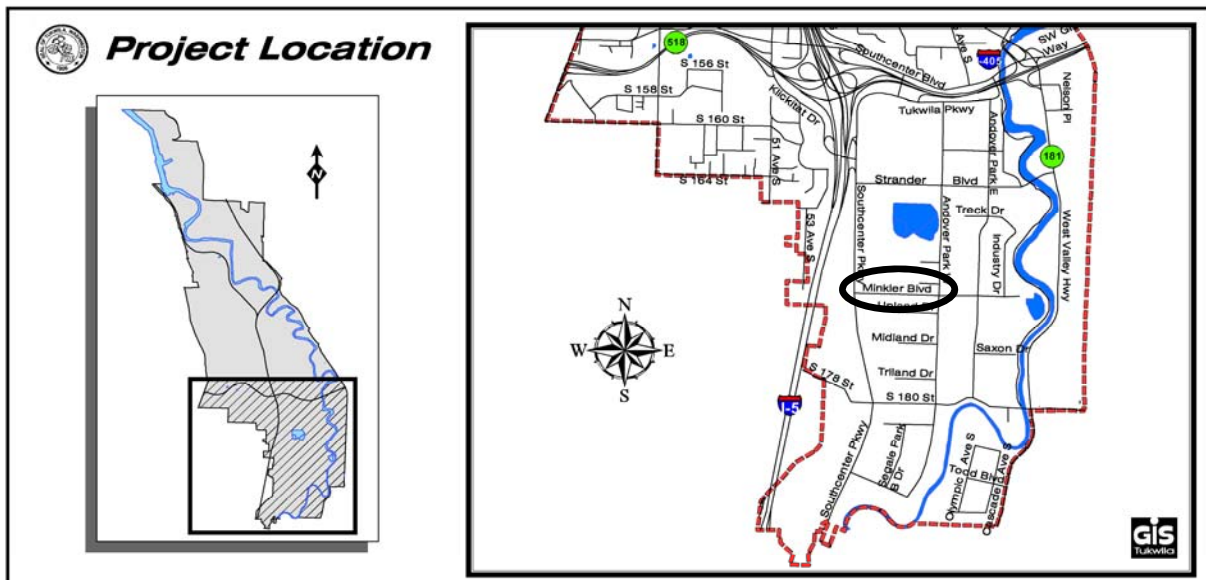 Project Location
N
518
S 156 St
S 158 St
S 160 St
S 164 St
Klickitat Dr
51 Ave S
53 Ave S
Southcenter Blvd
Ave S
I-405
Way
Nelson Pl
Tukwila Pkwy
Andover Park E
181
Strander Blvd
Southcenter Pkwy
Andover Park
Treck Dr
Industry Dr
West Valley Hwy
Minkler Blvd
Midland Dr
Saxon Dr
Triland Dr
S 178 St
S 180 St
I-5
N
W E
S
Southcenter Pkwy
Segale Park
B Dr
Olympic Ave S
Todd Blvd
Cascade Ave S
GIS
Tukwila